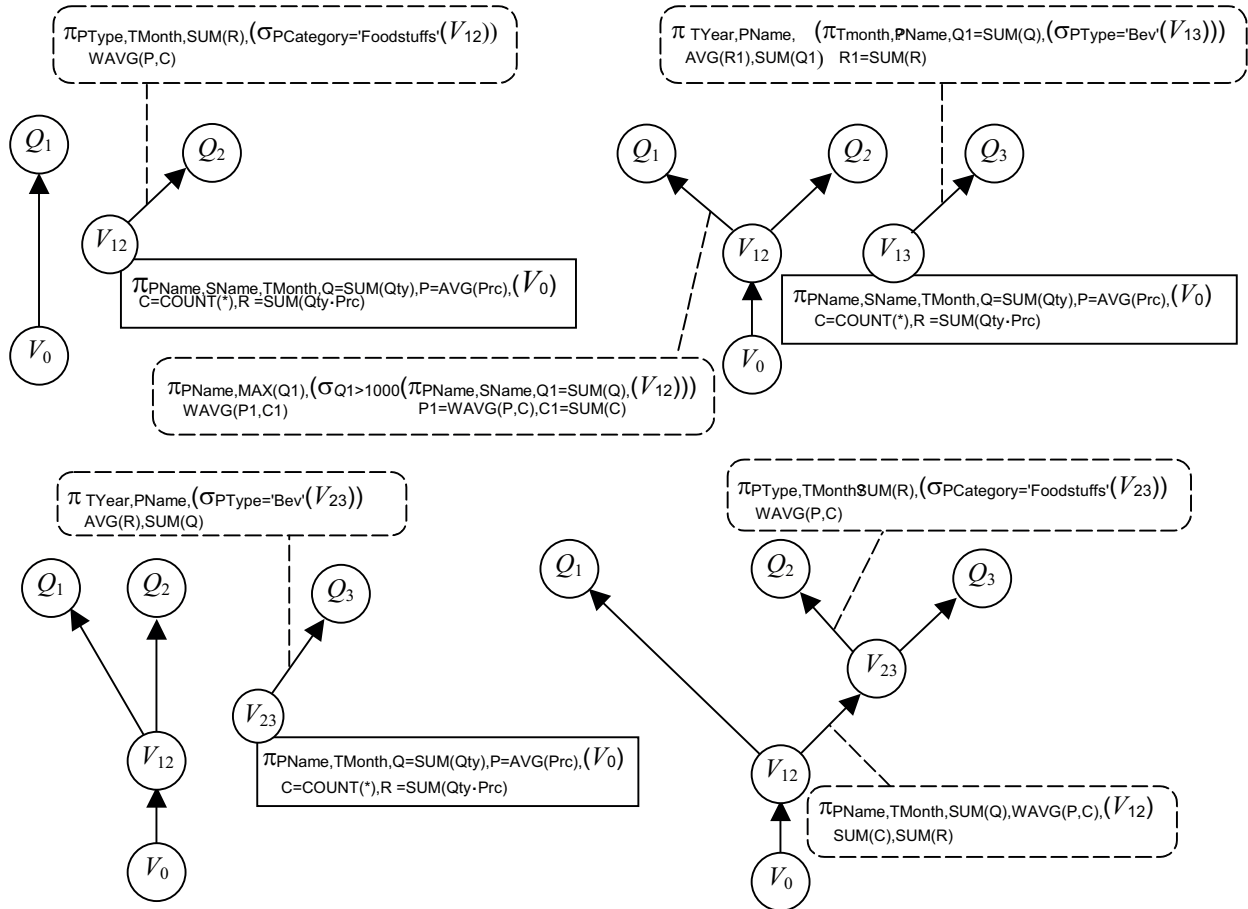 πPType,TMonth,SUM(R),(σPCategory='Foodstuffs'(V12))
WAVG(P,C)
Q1
Q2
V12
πPName,SName,TMonth,Q=SUM(Qty),P=AVG(Prc),(V0)
C=COUNT(*),R =SUM(Qty·Prc)
V0
π TYear,PName, (πTmonth,PName,Q1=SUM(Q),(σPType='Bev'(V13)))
AVG(R1),SUM(Q1) R1=SUM(R)
Q1
Q2
Q3
V12
V13
πPName,SName,TMonth,Q=SUM(Qty),P=AVG(Prc),(V0)
C=COUNT(*),R =SUM(Qty·Prc)
V0
πPName,MAX(Q1),(σQ1>1000(πPName,SName,Q1=SUM(Q),(V12)))
WAVG(P1,C1) P1=WAVG(P,C),C1=SUM(C)
π TYear,PName,(σPType='Bev'(V23))
AVG(R),SUM(Q)
Q1
Q2
Q3
V23
V12
πPName,TMonth,Q=SUM(Qty),P=AVG(Prc),(V0)
C=COUNT(*),R =SUM(Qty·Prc)
V0
πPType,TMonth,SUM(R),(σPCategory='Foodstuffs'(V23))
WAVG(P,C)
Q1
Q2
Q3
V23
V12
πPName,TMonth,SUM(Q),WAVG(P,C),(V12)
SUM(C),SUM(R)
V0